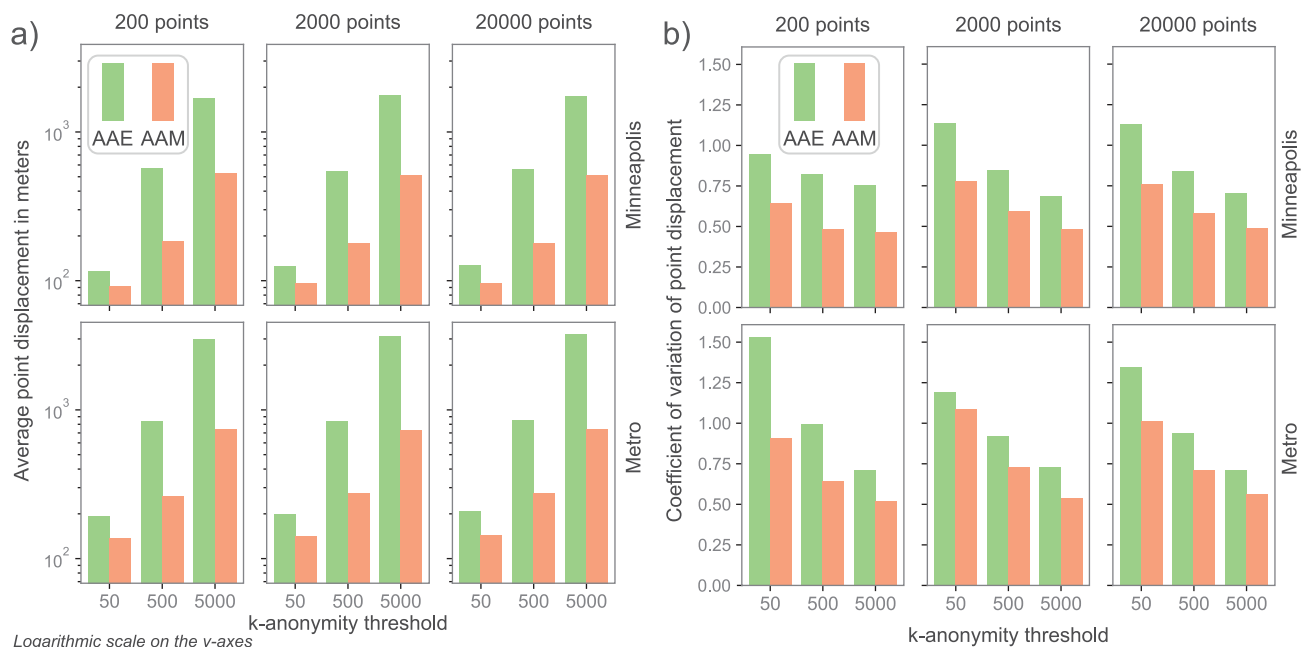 a)
200 points
2000 points
20000 points
AAE
AAM
10³
10²
Minneapolis
10³
10²
Metro
Average point displacement in meters
50
500
5000
50
500
5000
50
500
5000
k-anonymity threshold
Logarithmic scale on the y-axes
b)
200 points
2000 points
20000 points
AAE
AAM
1.50
1.25
1.00
0.75
0.50
0.25
0.00
Minneapolis
1.50
1.25
1.00
0.75
0.50
0.25
0.00
Metro
Coefficient of variation of point displacement
50
500
5000
50
500
5000
50
500
5000
k-anonymity threshold